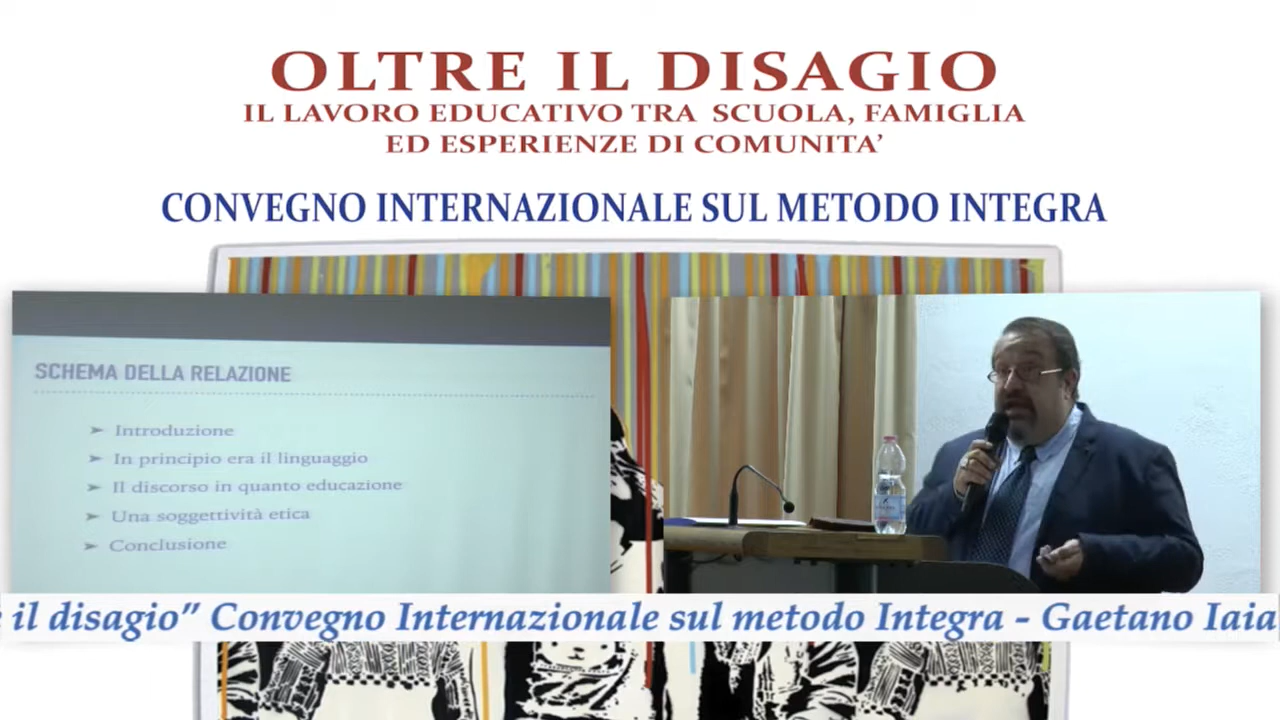 OLTRE IL DISAGIO
IL LAVORO EDUCATIVO TRA SCUOLA, FAMIGLIA
ED ESPERIENZE DI COMUNITA’
CONVEGNO INTERNAZIONALE SUL METODO INTEGRA
SCHEMA DELLA RELAZIONE
➤ Introduzione
➤ In principio era il linguaggio
➤ Il discorso in quanto educazione
➤ Una soggettività etica
➤ Conclusione
il disagio” Convegno Internazionale sul metodo Integra - Gaetano Iaia